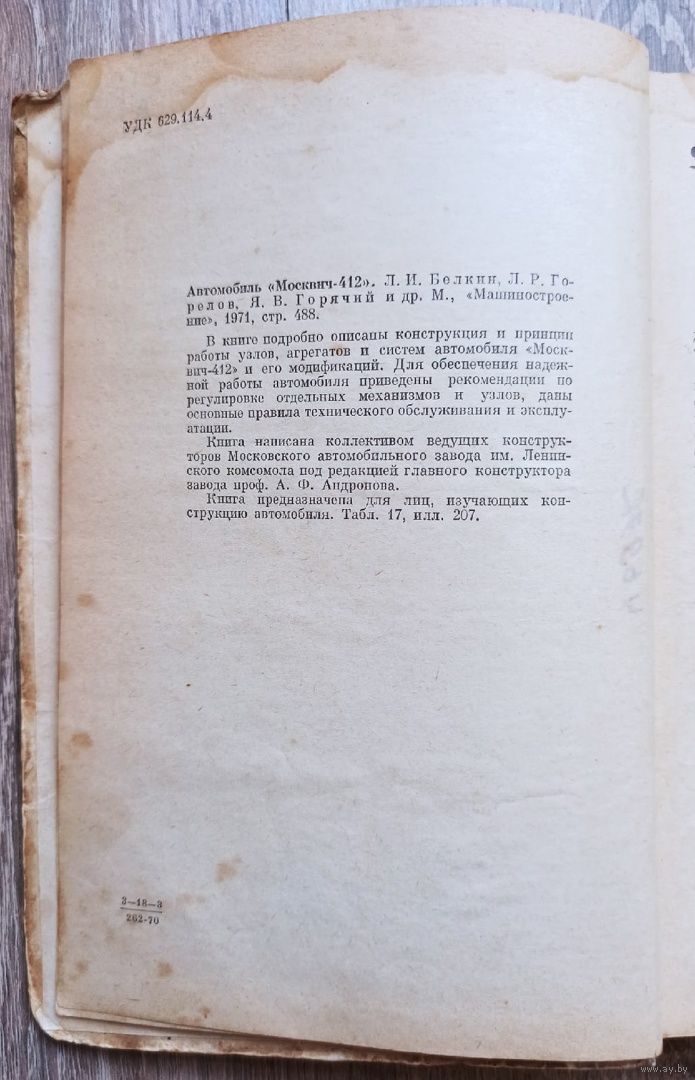 УДК 629.114.4
Автомобиль «Москвич-412». Л. И. Белкин, Л. Р. Го-
релов, Я. В. Горячий и др. М., «Машинострое-
ние», 1971, стр. 488.
В книге подробно описаны конструкция и принцип
работы узлов, агрегатов и систем автомобиля «Моск-
вич-412» и его модификаций. Для обеспечения надеж-
ной работы автомобиля приведены рекомендации по
регулировке отдельных механизмов и узлов, даны
основные правила технического обслуживания и эксплу-
атации.
Книга написана коллективом ведущих конструк-
торов Московского автомобильного завода им. Ленин-
ского комсомола под редакцией главного конструктора
завода проф. А. Ф. Андронова.
Книга предназначена для лиц, изучающих кон-
струкцию автомобиля. Табл. 17, илл. 207.
3—18—3
262-70
www.ay.by